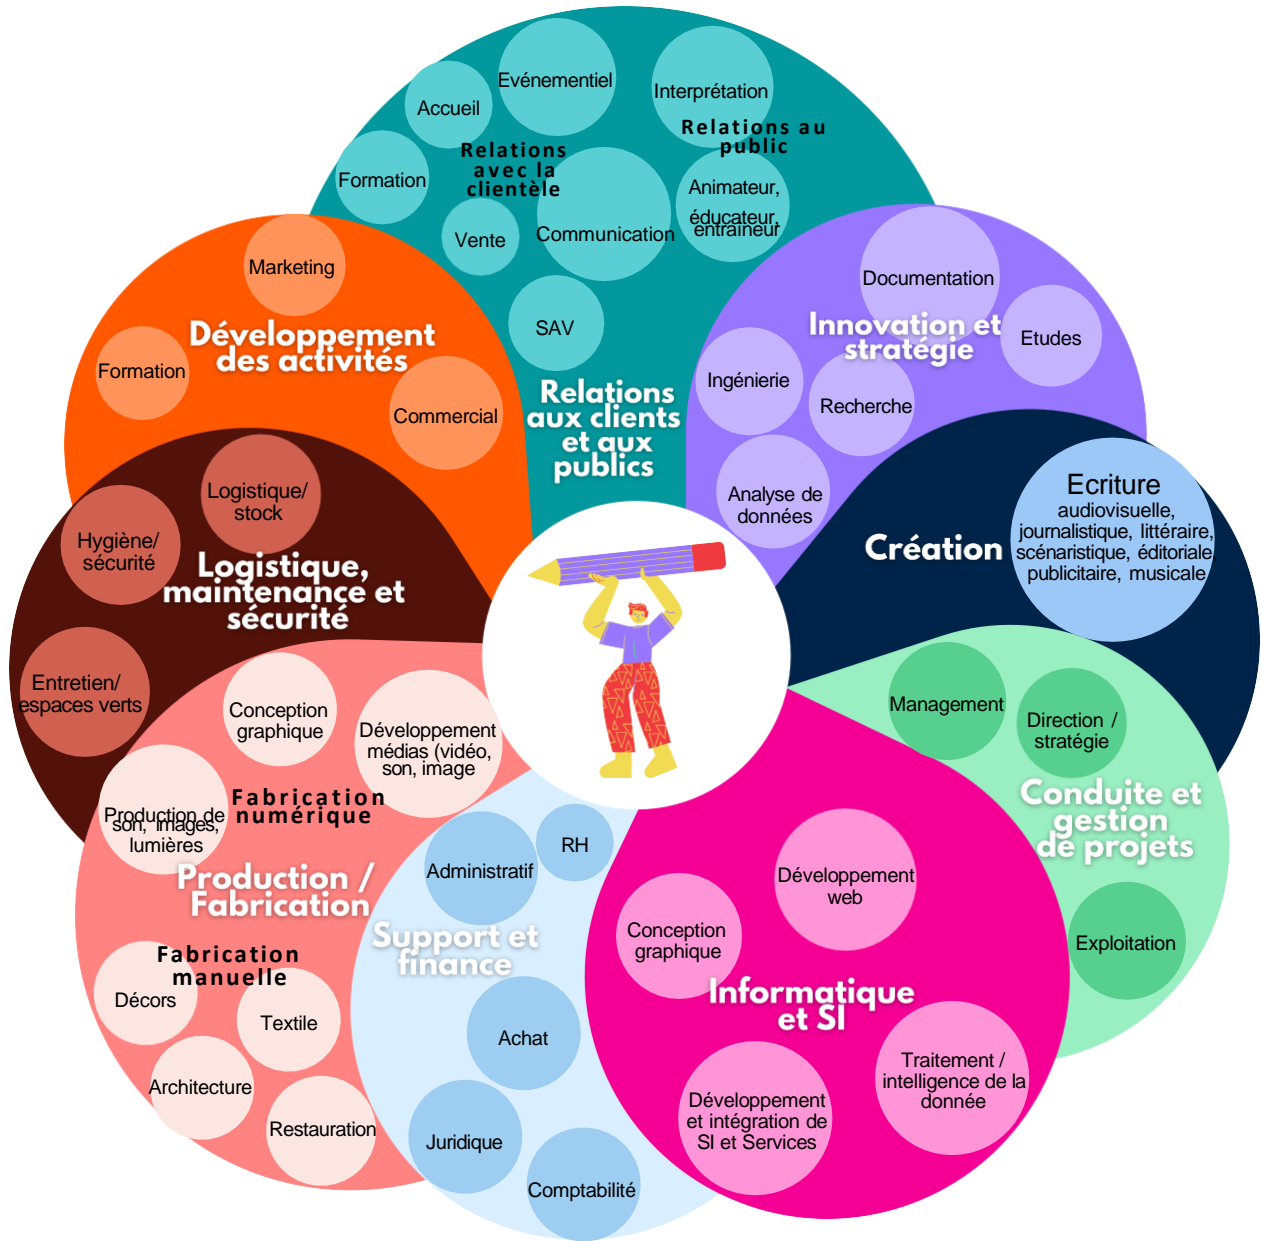 Evénementiel
Interprétation
Accueil
Relations au
public
Relations
avec la
clientèle
Formation
Animateur,
éducateur,
entraîneur
Vente
Communication
SAV
Relations
aux clients
et aux
publics
Marketing
Développement
des activités
Formation
Commercial
Documentation
Innovation et
stratégie
Etudes
Ingénierie
Recherche
Analyse de
données
Ecriture
audiovisuelle,
journalistique, littéraire,
scénaristique, éditoriale
publicitaire, musicale
Création
Logistique/
stock
Hygiène/
sécurité
Logistique,
maintenance et
sécurité
Entretien/
espaces verts
Management
Direction /
stratégie
Conduite et
gestion
de projets
Exploitation
Conception
graphique
Développement
médias (vidéo,
son, image
Fabrication
numérique
Production de
son, images,
lumières
Production /
Fabrication
Fabrication
manuelle
Décors
Textile
Architecture
Restauration
RH
Administratif
Support et
finance
Achat
Juridique
Comptabilité
Développement
web
Conception
graphique
Informatique
et SI
Traitement /
intelligence de la
donnée
Développement
et intégration de
SI et Services